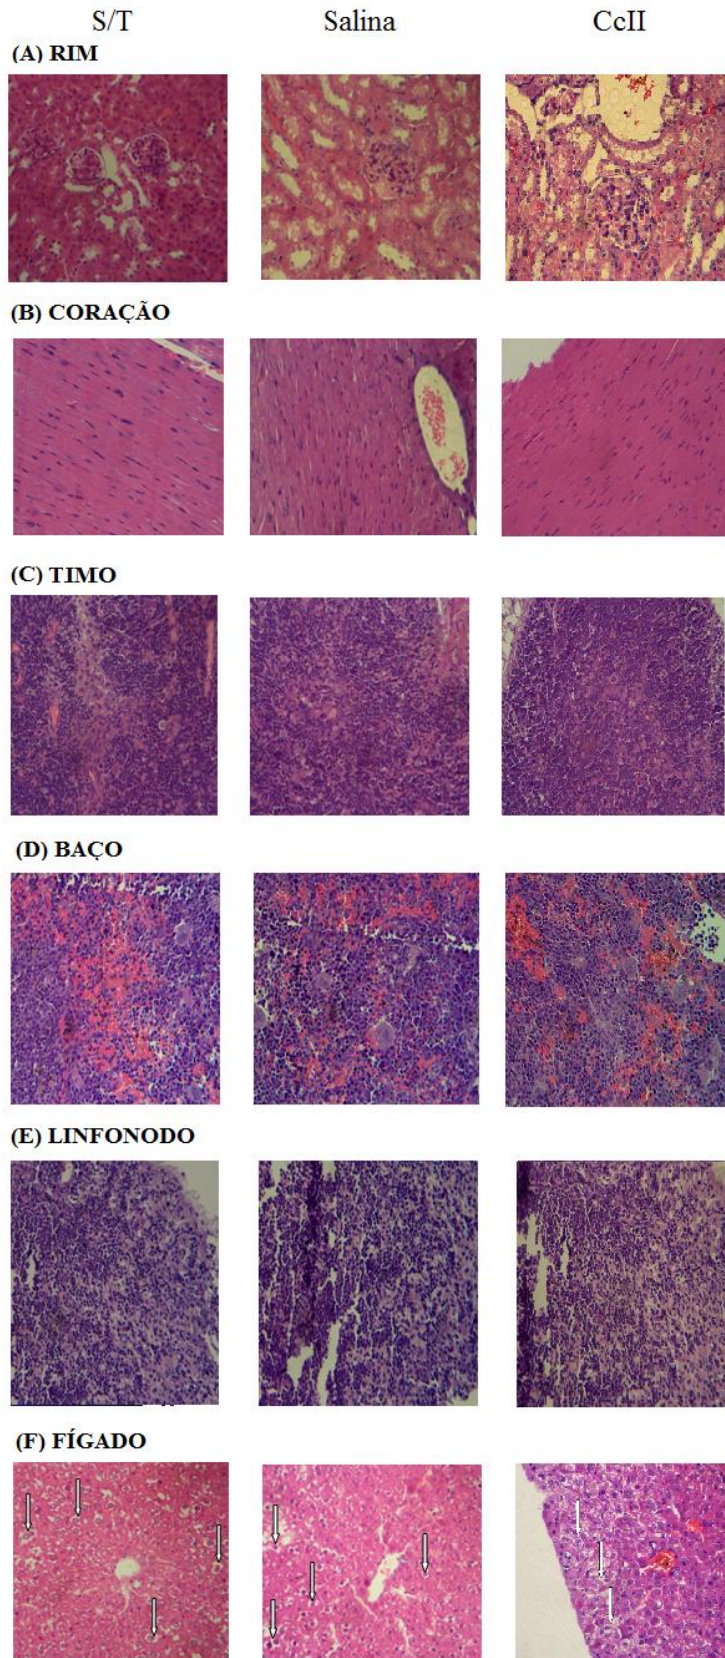 S/T Salina CcII
(A) RIM
(B) CORAÇÃO
(C) TIMO
(D) BAÇO
(E) LINFONODO
(F) FÍGADO